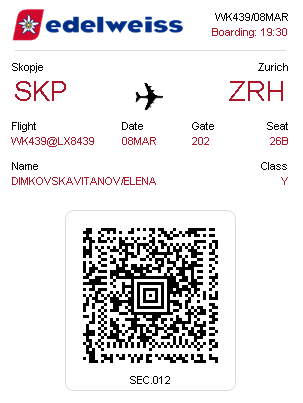 edelweiss
WK439/08MAR
Boarding: 19:30
Skopje Zurich
SKP ZRH
Flight Date Gate Seat
WK439@LX8439 08MAR 202 26B
Name Class
DIMKOVSKAVITANOV/ELENA Y
SEC.012